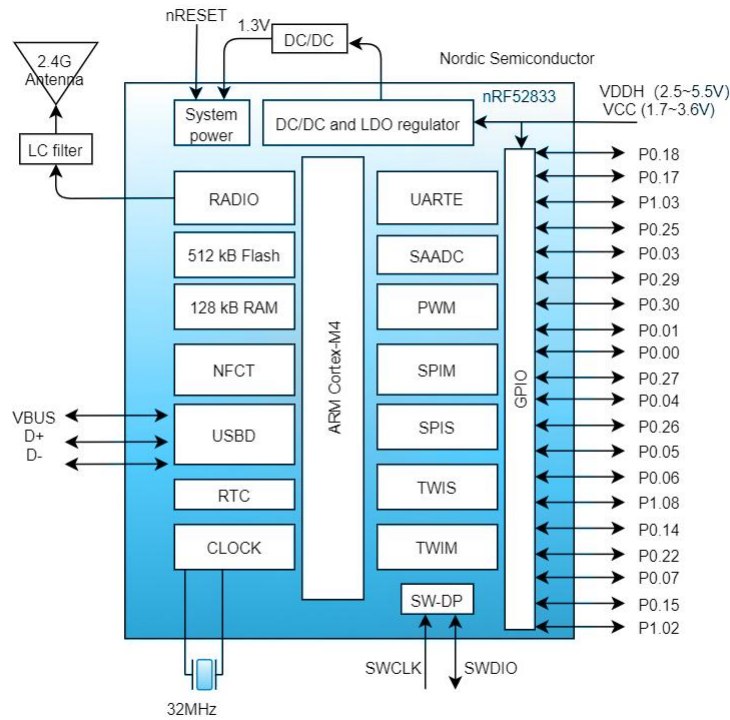 nRESET
1.3V
DC/DC
Nordic Semiconductor
2.4G
Antenna
nRF52833
VDDH (2.5~5.5V)
VCC (1.7~3.6V)
System
power
DC/DC and LDO regulator
LC filter
RADIO
512 kB Flash
128 kB RAM
NFCT
USBD
RTC
CLOCK
ARM Cortex-M4
UARTE
SAADC
PWM
SPIM
SPIS
TWIS
TWIM
SW-DP
GPIO
P0.18
P0.17
P1.03
P0.25
P0.03
P0.29
P0.30
P0.01
P0.00
P0.27
P0.04
P0.26
P0.05
P0.06
P1.08
P0.14
P0.22
P0.07
P0.15
P1.02
VBUS
D+
D-
SWCLK
SWDIO
32MHz